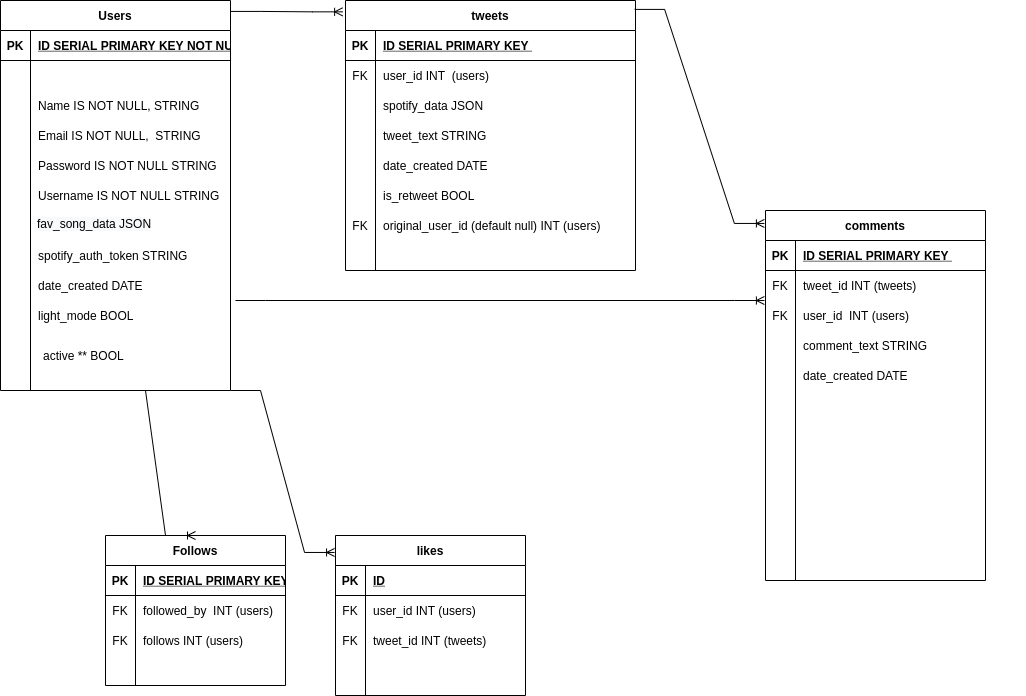 Users
PK ID SERIAL PRIMARY KEY NOT NU
Name IS NOT NULL, STRING
Email IS NOT NULL,  STRING
Password IS NOT NULL STRING
Username IS NOT NULL STRING
fav_song_data JSON
spotify_auth_token STRING
date_created DATE
light_mode BOOL
active ** BOOL
tweets
PK ID SERIAL PRIMARY KEY
FK user_id INT  (users)
spotify_data JSON
tweet_text STRING
date_created DATE
is_retweet BOOL
FK original_user_id (default null) INT (users)
comments
PK ID SERIAL PRIMARY KEY
FK tweet_id INT (tweets)
FK user_id  INT (users)
comment_text STRING
date_created DATE
Follows
PK ID SERIAL PRIMARY KEY
FK followed_by  INT (users)
FK follows INT (users)
likes
PK ID
FK user_id INT (users)
FK tweet_id INT (tweets)